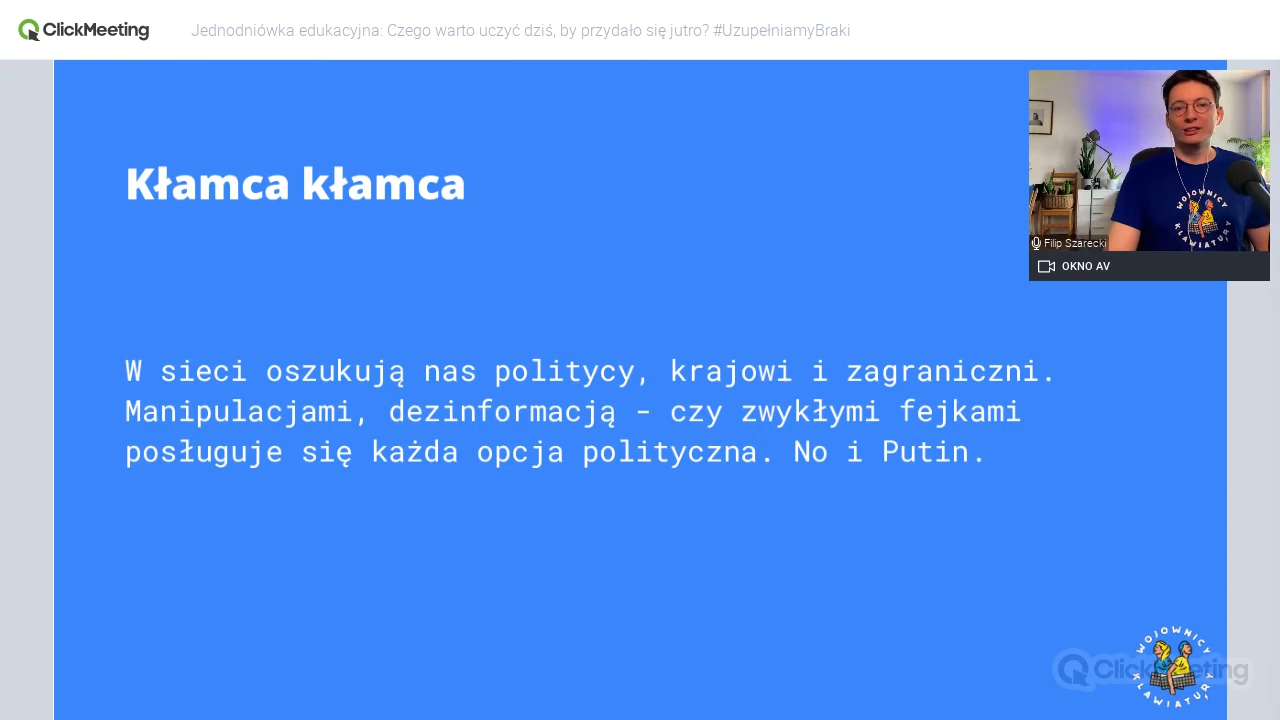 ClickMeeting
Jednodniówka edukacyjna: Czego warto uczyć dziś, by przydało się jutro? #UzupełniamyBraki
Kłamca kłamca
WOJOWNICY
KLAWIATURY
Filip Szarecki
OKNO AV
W sieci oszukują nas politycy, krajowi i zagraniczni.
Manipulacjami, dezinformacją - czy zwykłymi fejkami
posługuje się każda opcja polityczna. No i Putin.
WOJOWNICY
ClickMeeting
KLAWIATURY